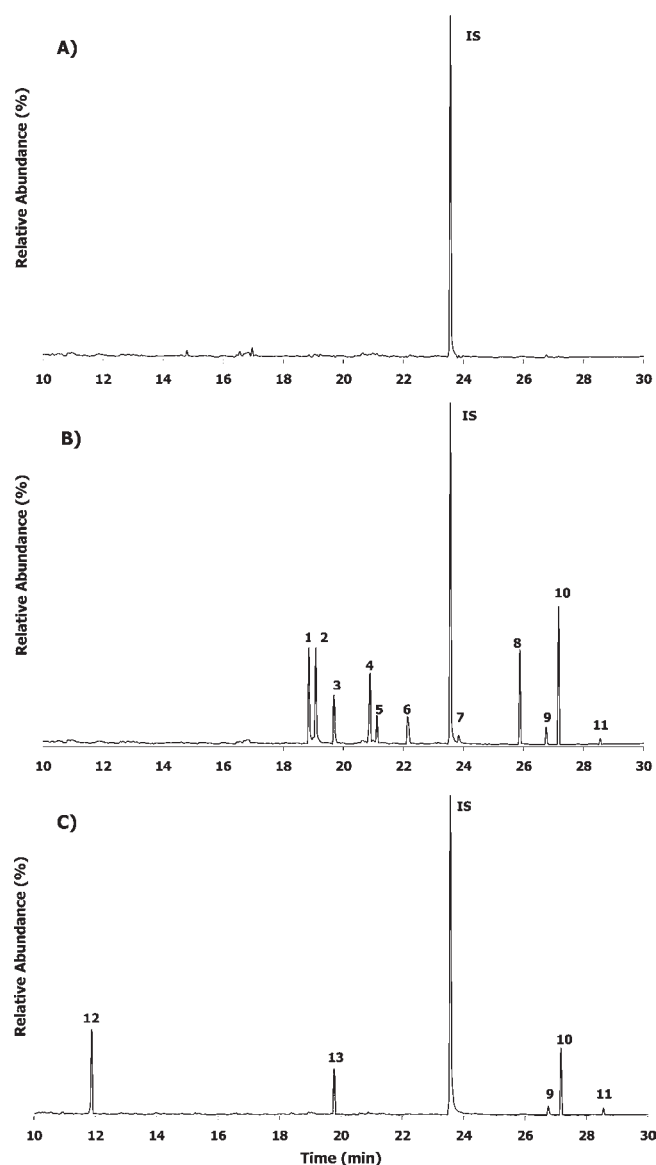 A)
IS
Relative Abundance (%)
10 12 14 16 18 20 22 24 26 28 30
B)
IS
Relative Abundance (%)
1 2 3 4 5 6 7 8 9 10 11
10 12 14 16 18 20 22 24 26 28 30
C)
IS
Relative Abundance (%)
12 13 9 10 11
10 12 14 16 18 20 22 24 26 28 30
Time (min)